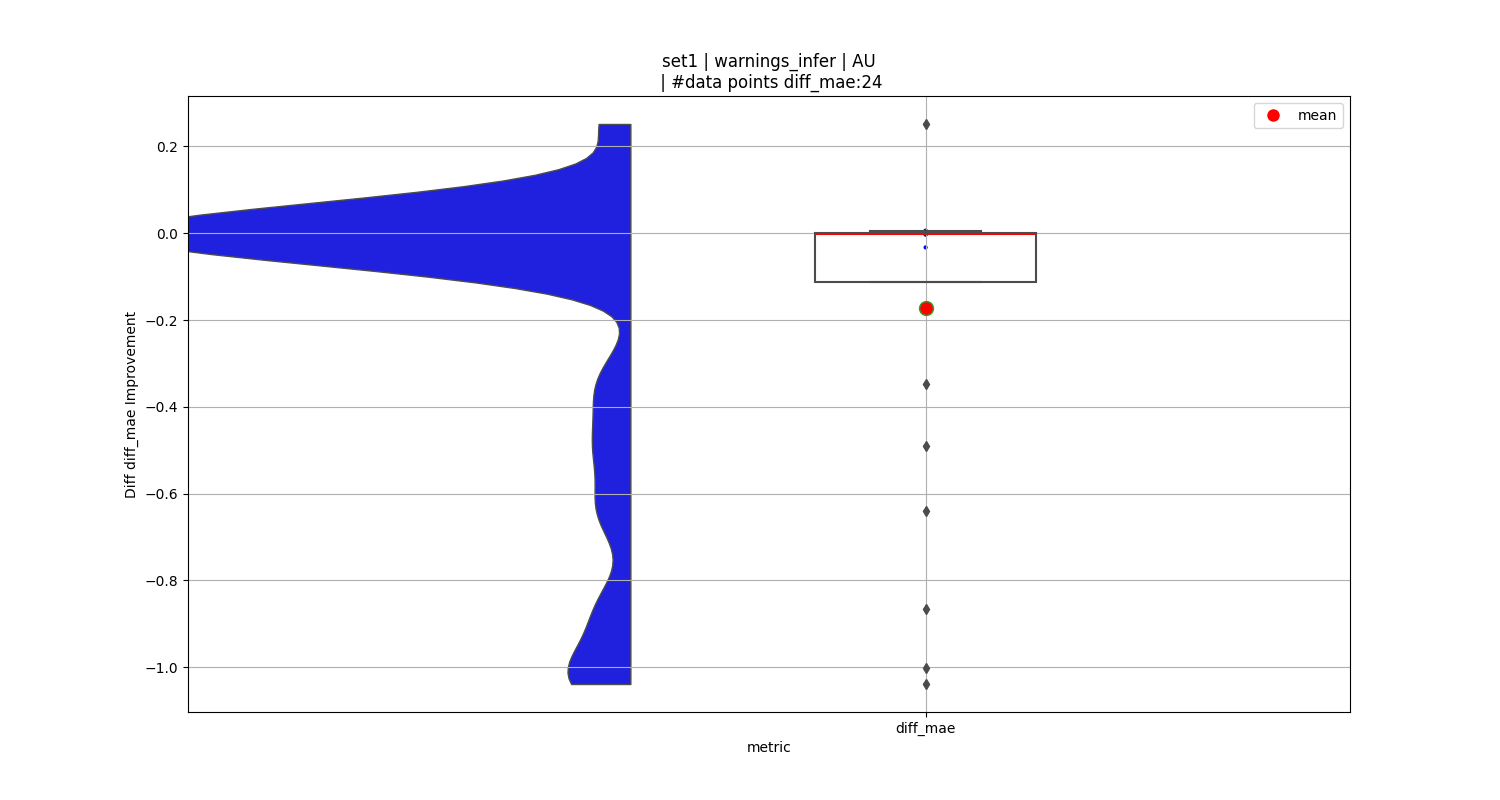 set1 | warnings_infer | AU
| #data points diff_mae:24
mean
0.2
0.0
−0.2
−0.4
−0.6
−0.8
−1.0
Diff diff_mae Improvement
diff_mae
metric